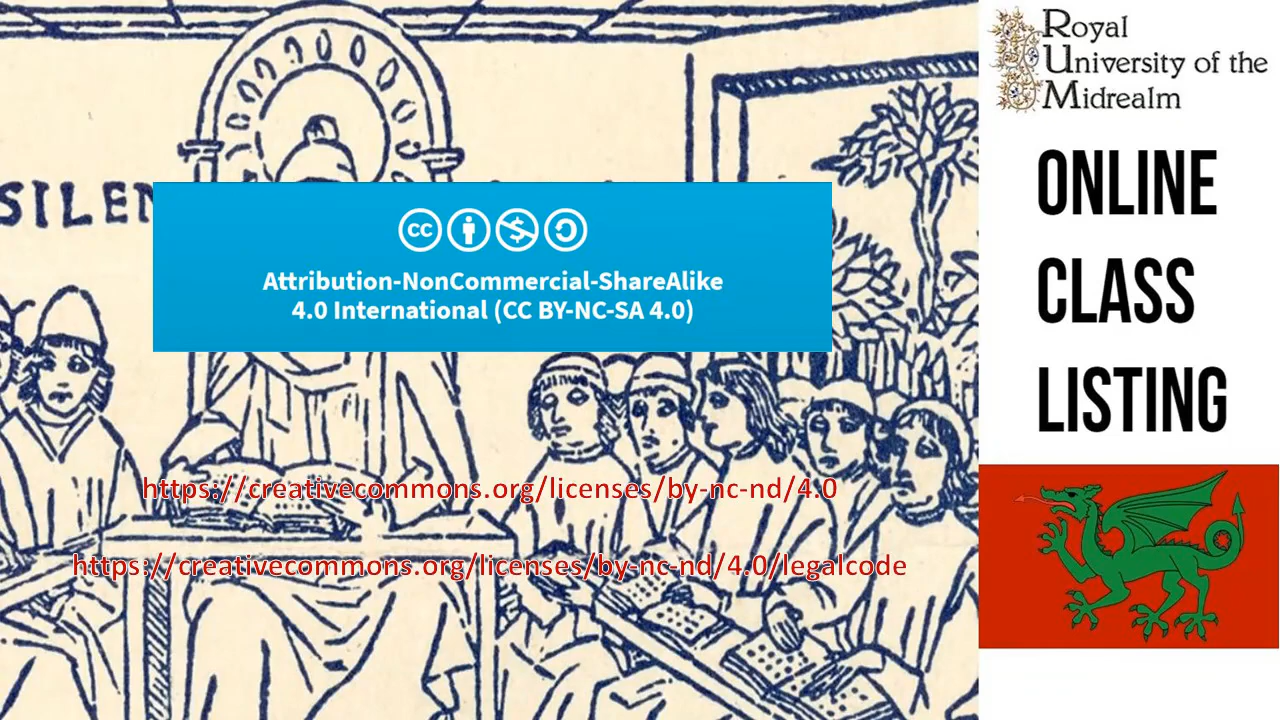 SILEN
cc
Attribution-NonCommercial-ShareAlike
4.0 International (CC BY-NC-SA 4.0)
https://creativecommons.org/licenses/by-nc-nd/4.0
https://creativecommons.org/licenses/by-nc-nd/4.0/legalcode
Royal
University of the
Midrealm
ONLINE
CLASS
LISTING